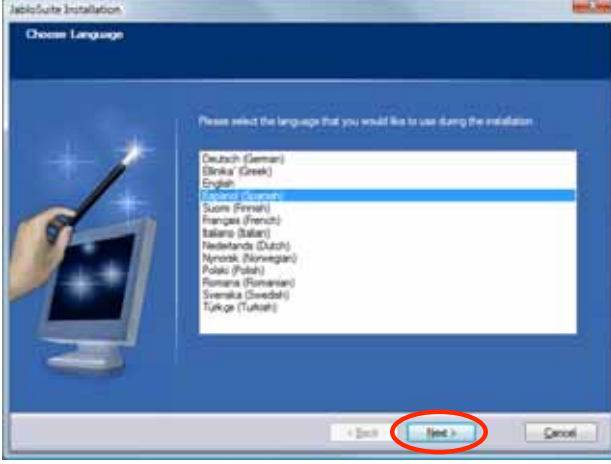 JabloSuite Installation
Choose Language
Please select the language that you would like to use during the installation
Deutsch (German)
Ellinika' (Greek)
English
Espanol (Spanish)
Suomi (Finnish)
Français (French)
Italiano (Italian)
Nederlands (Dutch)
Nynorsk (Norwegian)
Polski (Polish)
Romana (Romanian)
Svenska (Swedish)
Türkçe (Turkish)
< Back
Next >
Cancel